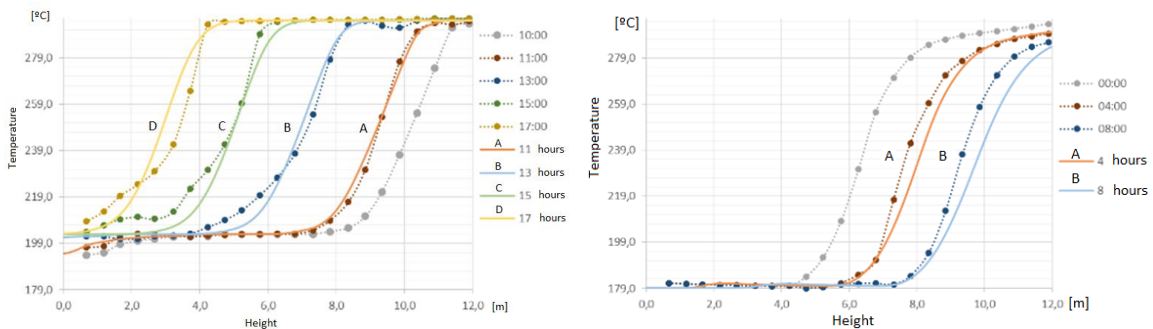 [ºC]
279,0
259,0
239,0
219,0
199,0
179,0
Temperature
0,0 2,0 4,0 6,0 8,0 10,0 12,0 [m]
Height
D C B A
10:00
11:00
13:00
15:00
17:00
A 11 hours
B 13 hours
C 15 hours
D 17 hours
[ºC]
279,0
259,0
239,0
219,0
199,0
179,0
Temperature
0,0 2,0 4,0 6,0 8,0 10,0 12,0 [m]
Height
A B
00:00
04:00
08:00
A 4 hours
B 8 hours